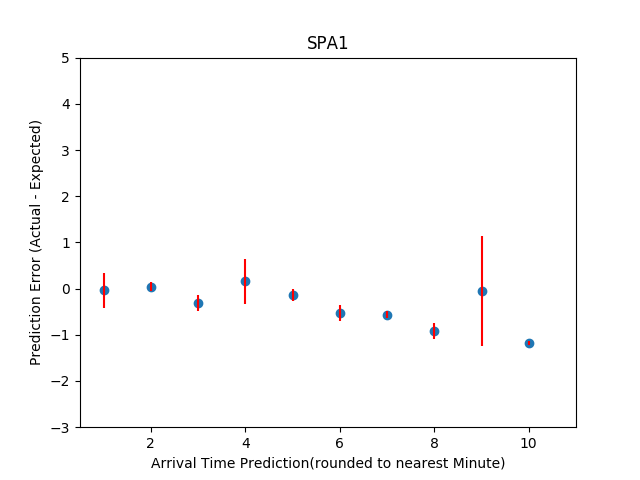 SPA1
Prediction Error (Actual - Expected)
5
4
3
2
1
0
−1
−2
−3
2 4 6 8 10
Arrival Time Prediction(rounded to nearest Minute)